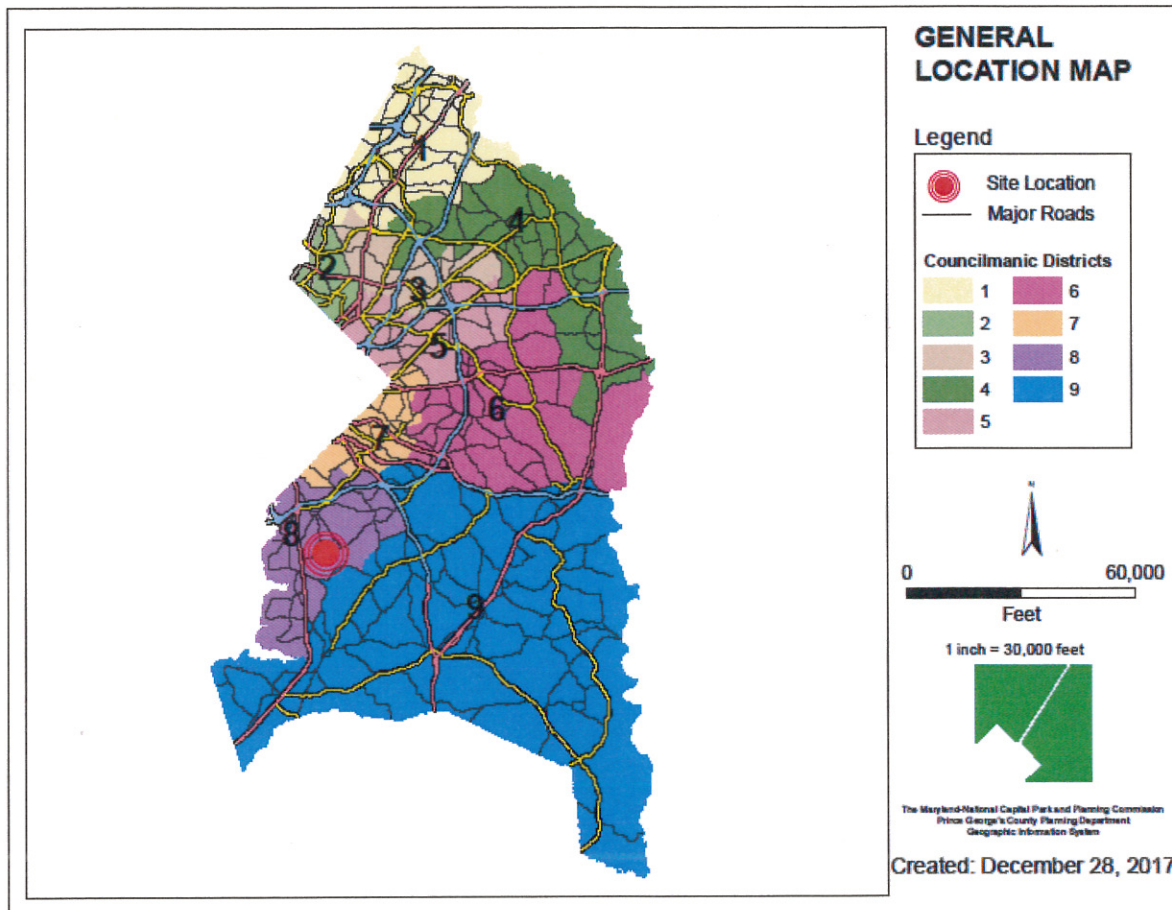 GENERAL
LOCATION MAP
Legend
Site Location
Major Roads
Councilmanic Districts
1
6
2
7
3
8
4
9
5
1
4
2
3
5
6
7
8
9
N
0
60,000
Feet
1 inch = 30,000 feet
The Maryland-National Capital Park and Planning Commission
Prince George's County Planning Department
Geographic Information System
Created: December 28, 2017